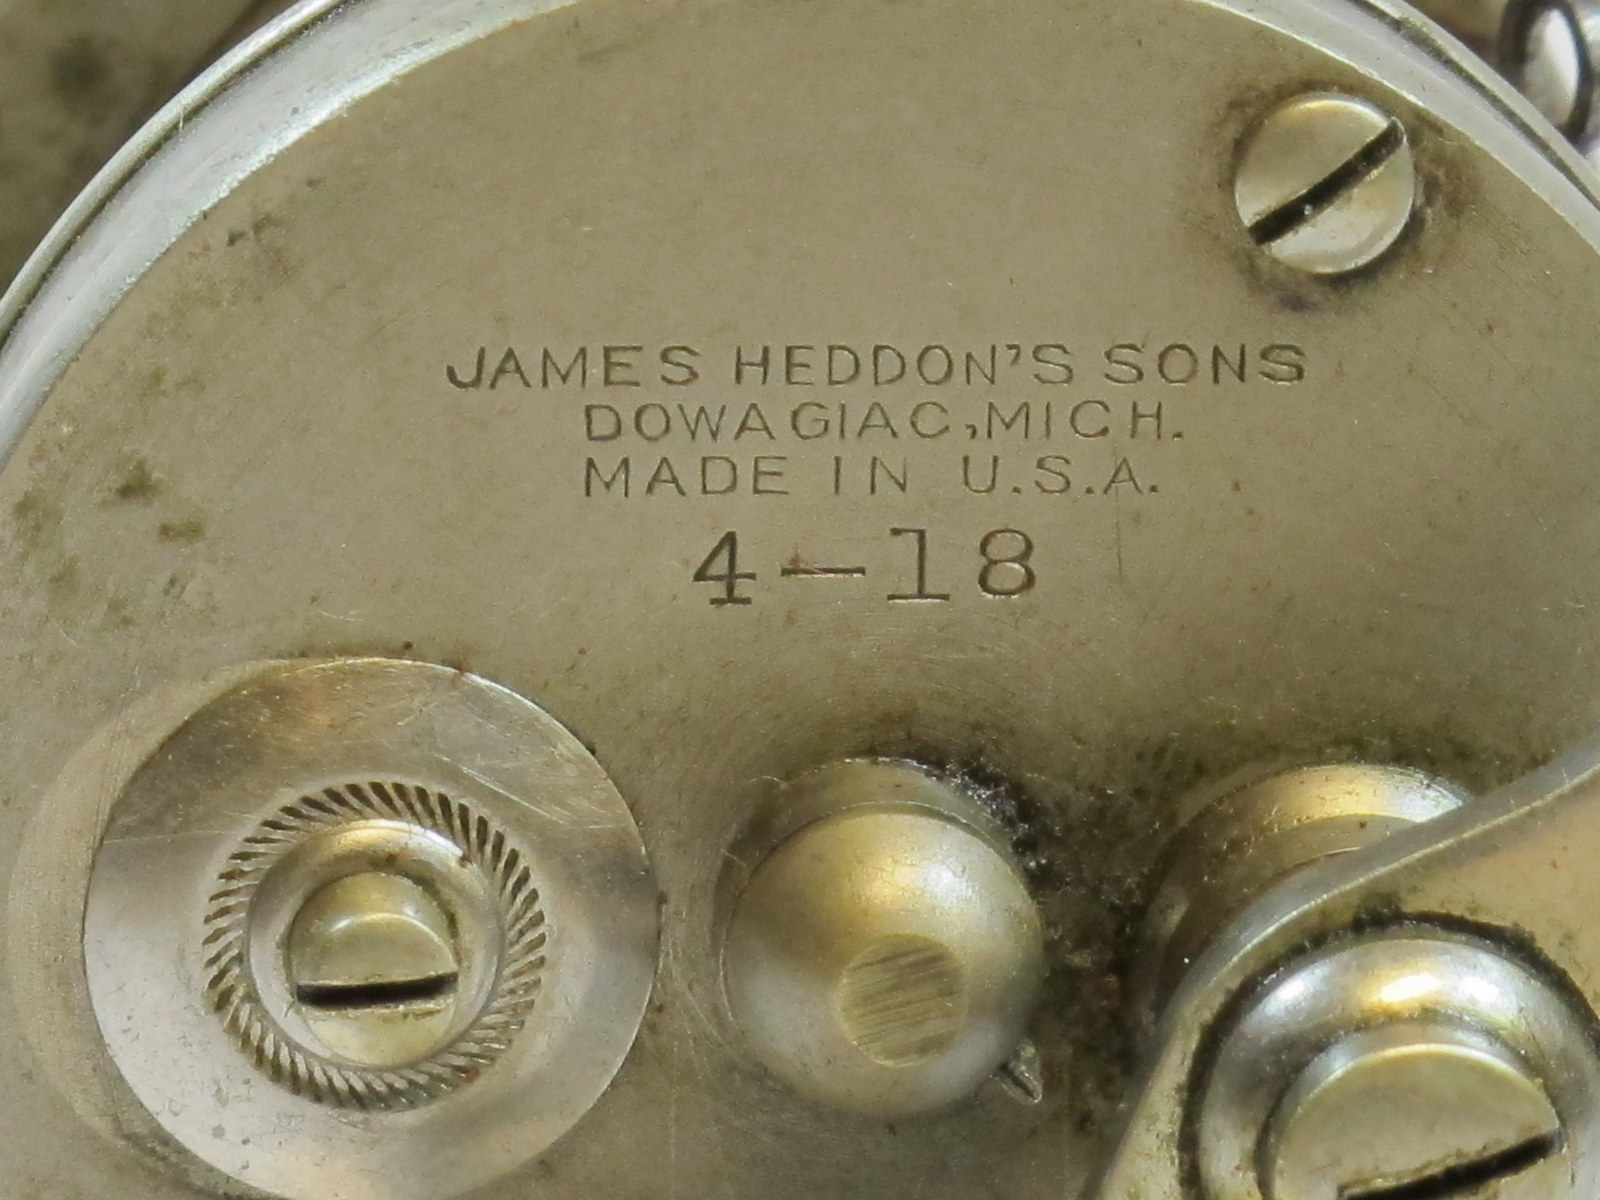 JAMES HEDDON'S SONS
DOWAGIAC, MICH.
MADE IN U.S.A.
4-18